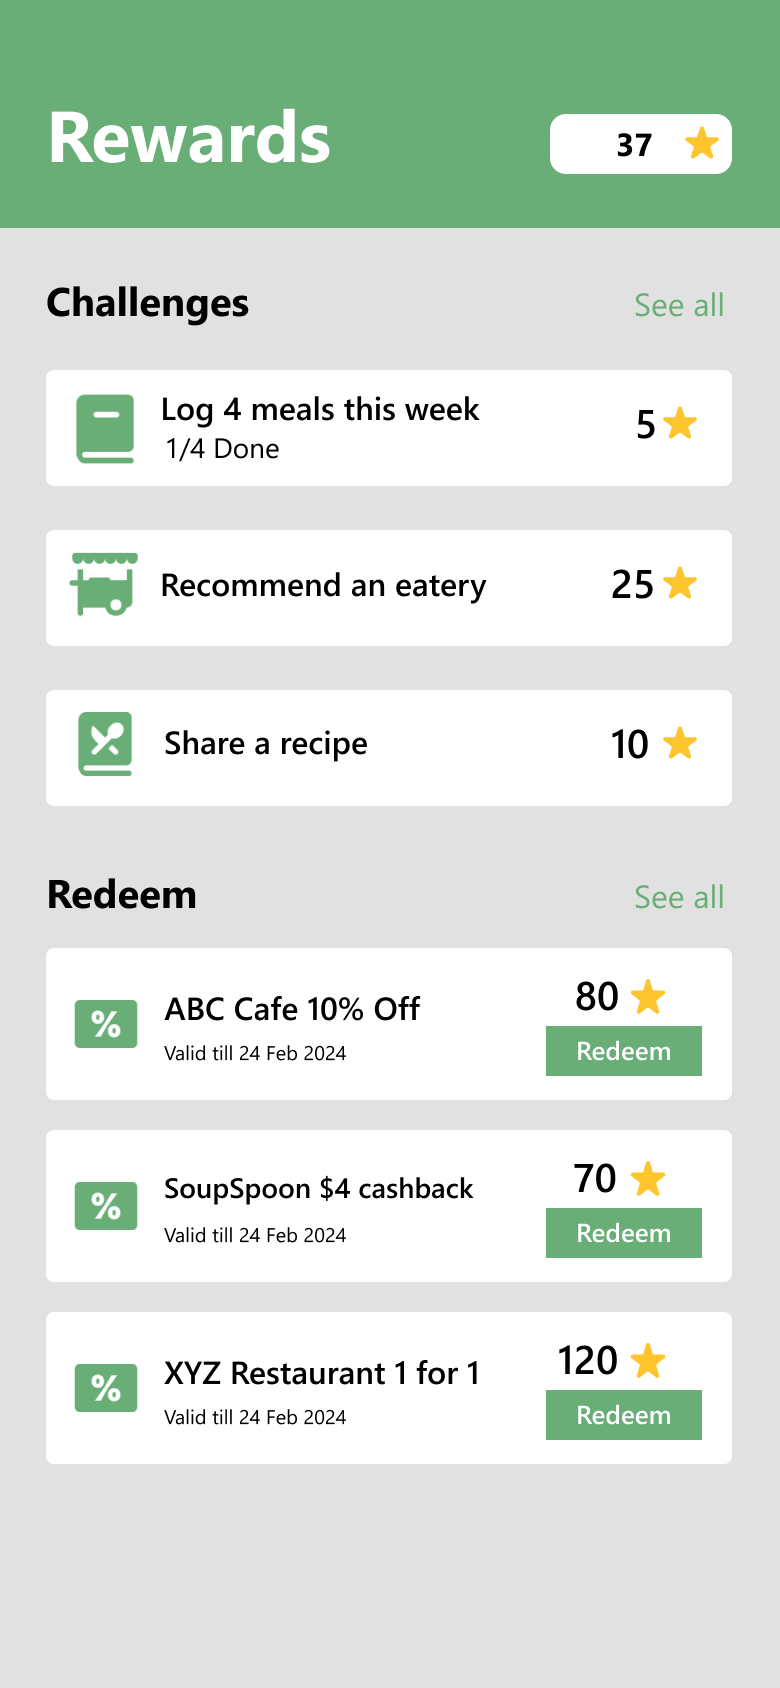 Rewards
37
Challenges
See all
Log 4 meals this week
5
1/4 Done
Recommend an eatery
25
Share a recipe
10
Redeem
See all
ABC Cafe 10% Off
80
%
Valid till 24 Feb 2024
Redeem
SoupSpoon $4 cashback
70
%
Valid till 24 Feb 2024
Redeem
XYZ Restaurant 1 for 1
120
%
Valid till 24 Feb 2024
Redeem